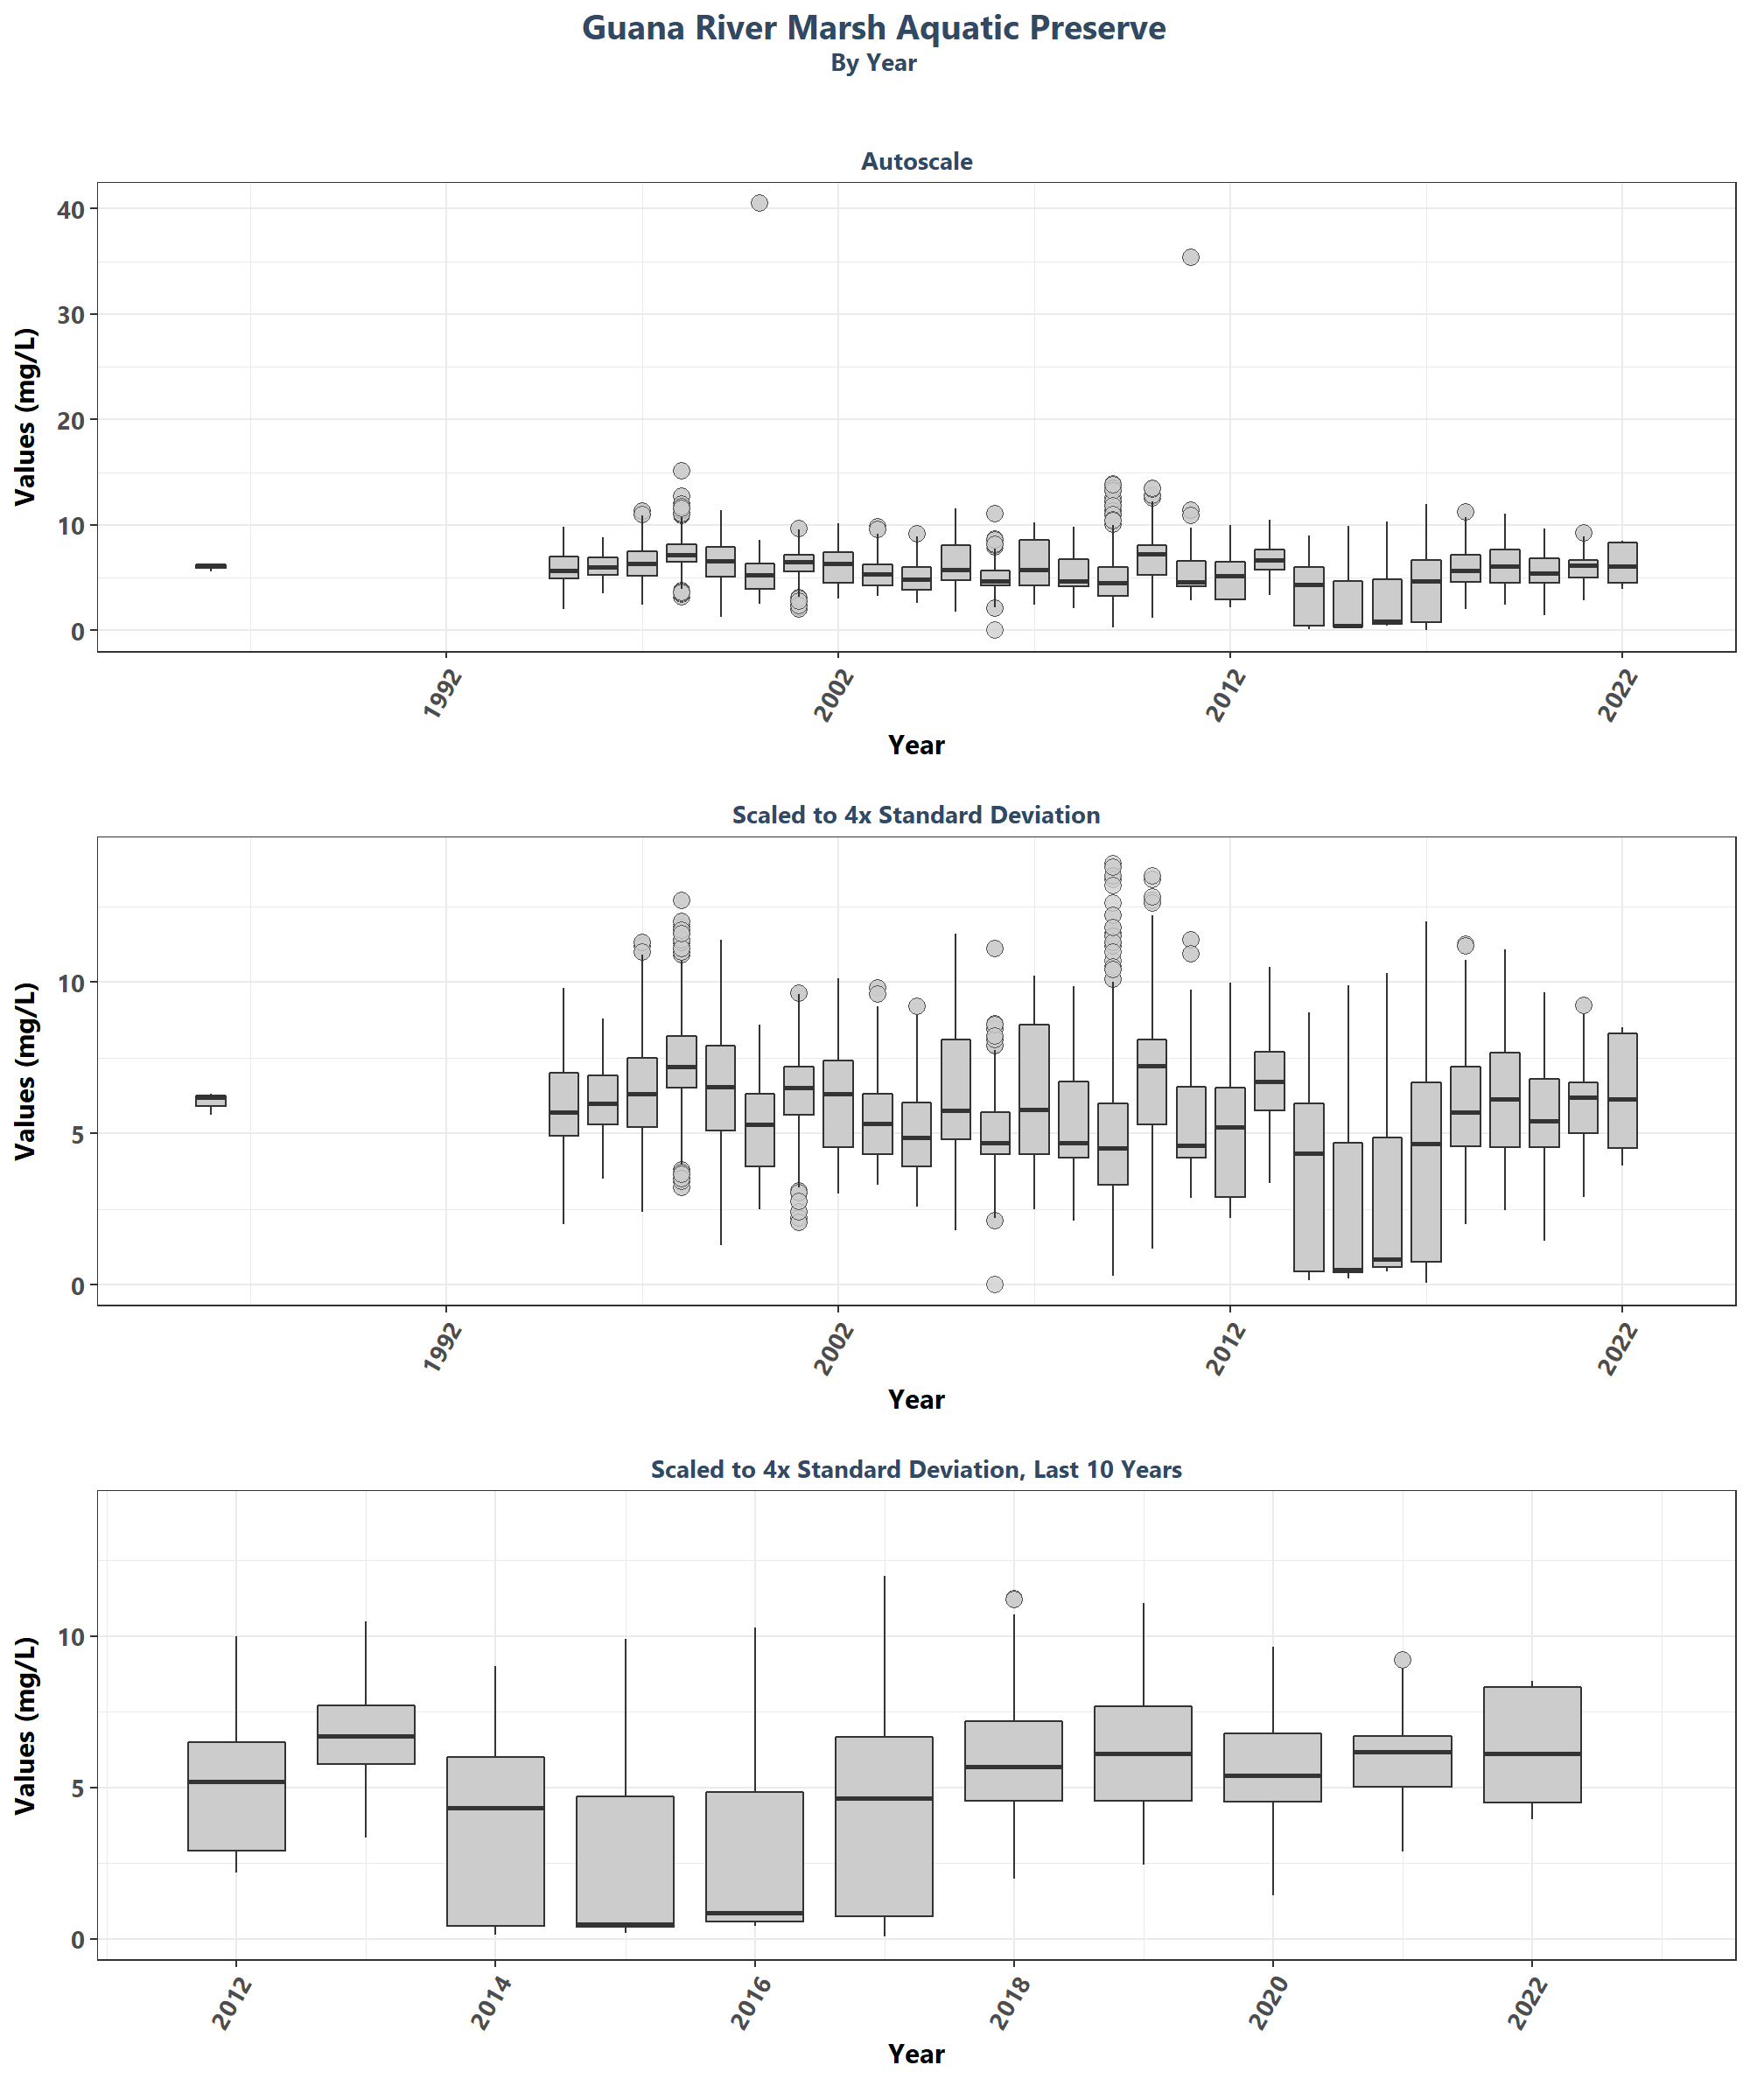 Guana River Marsh Aquatic Preserve
By Year
Autoscale
Values (mg/L)
40
30
20
10
0
1992
2002
2012
2022
Year
Scaled to 4x Standard Deviation
Values (mg/L)
10
5
0
1992
2002
2012
2022
Year
Scaled to 4x Standard Deviation, Last 10 Years
Values (mg/L)
10
5
0
2012
2014
2016
2018
2020
2022
Year